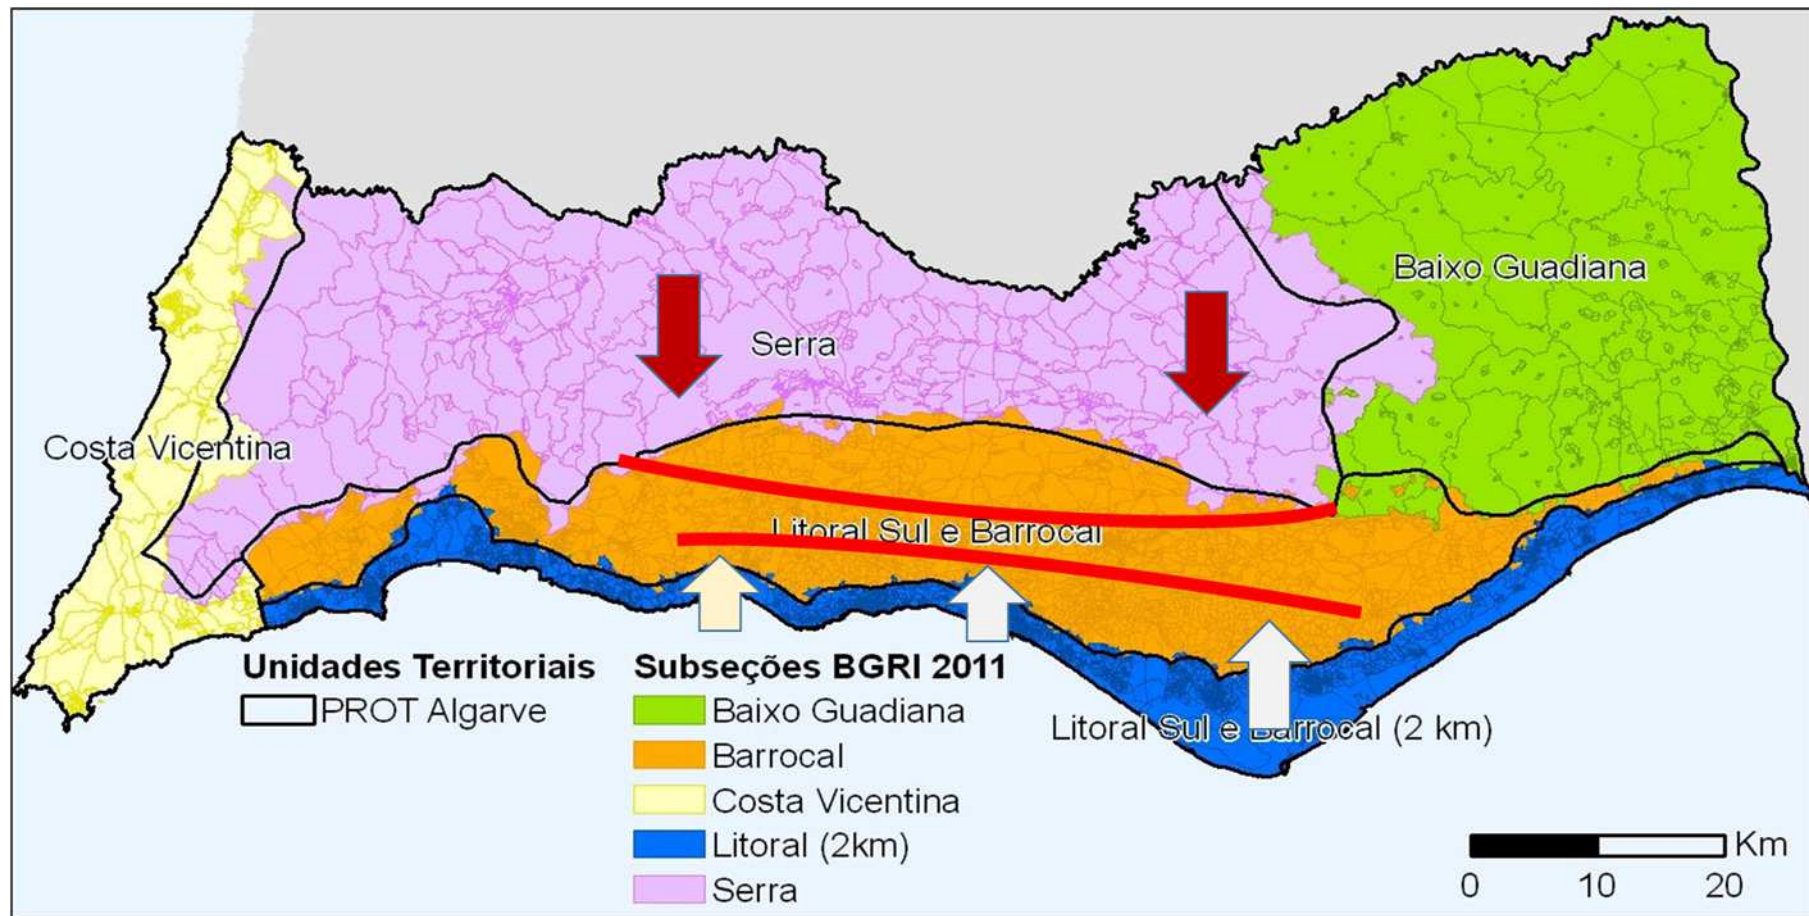 Baixo Guadiana
Serra
Costa Vicentina
Litoral Sul e Barrocal
Litoral Sul e Barrocal (2 km)
Unidades Territoriais
PROT Algarve
Subseções BGRI 2011
Baixo Guadiana
Barrocal
Costa Vicentina
Litoral (2km)
Serra
Km
0 10 20